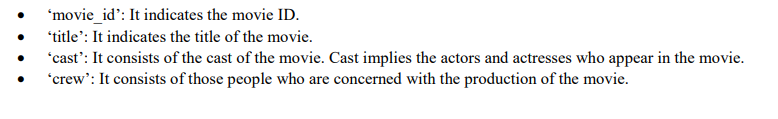 • ‘movie_id’: It indicates the movie ID.
• ‘title’: It indicates the title of the movie.
• ‘cast’: It consists of the cast of the movie. Cast implies the actors and actresses who appear in the movie.
• ‘crew’: It consists of those people who are concerned with the production of the movie.